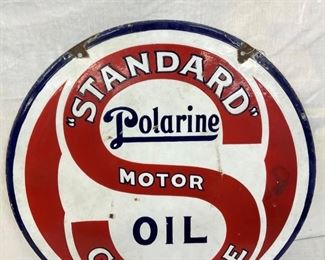 "STANDARD"
Polarine
MOTOR
OIL